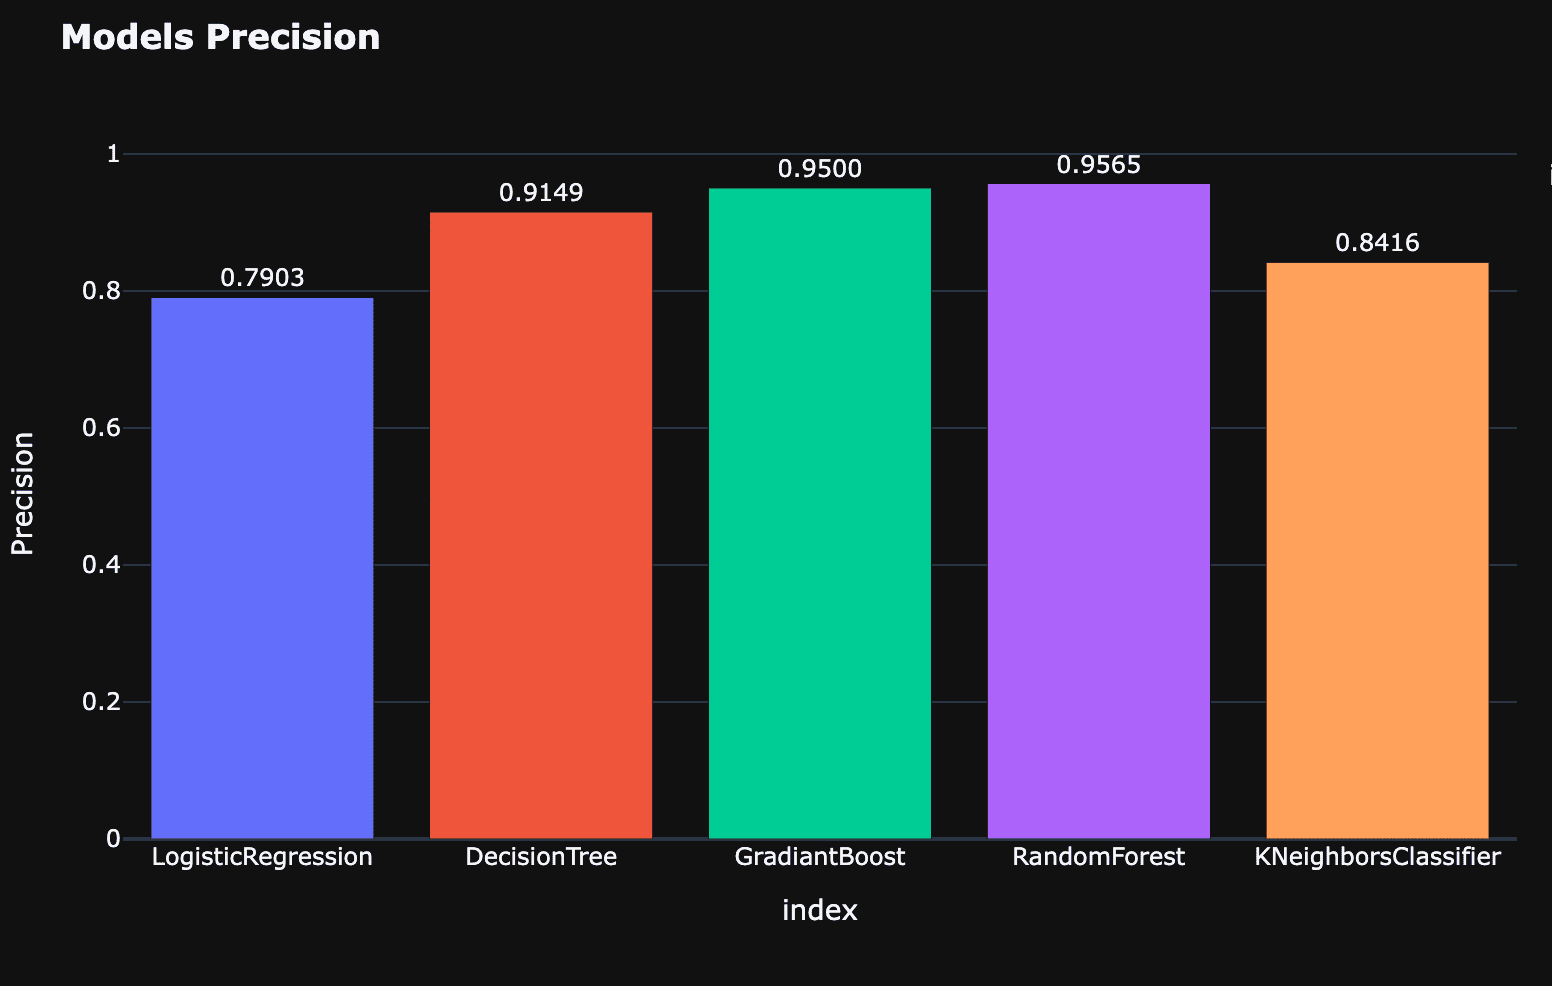 Models Precision
1
0.9500
0.9565
0.9149
0.8416
0.7903
0.8
0.6
Precision
0.4
0.2
0
LogisticRegression DecisionTree GradiantBoost RandomForest KNeighborsClassifier
index